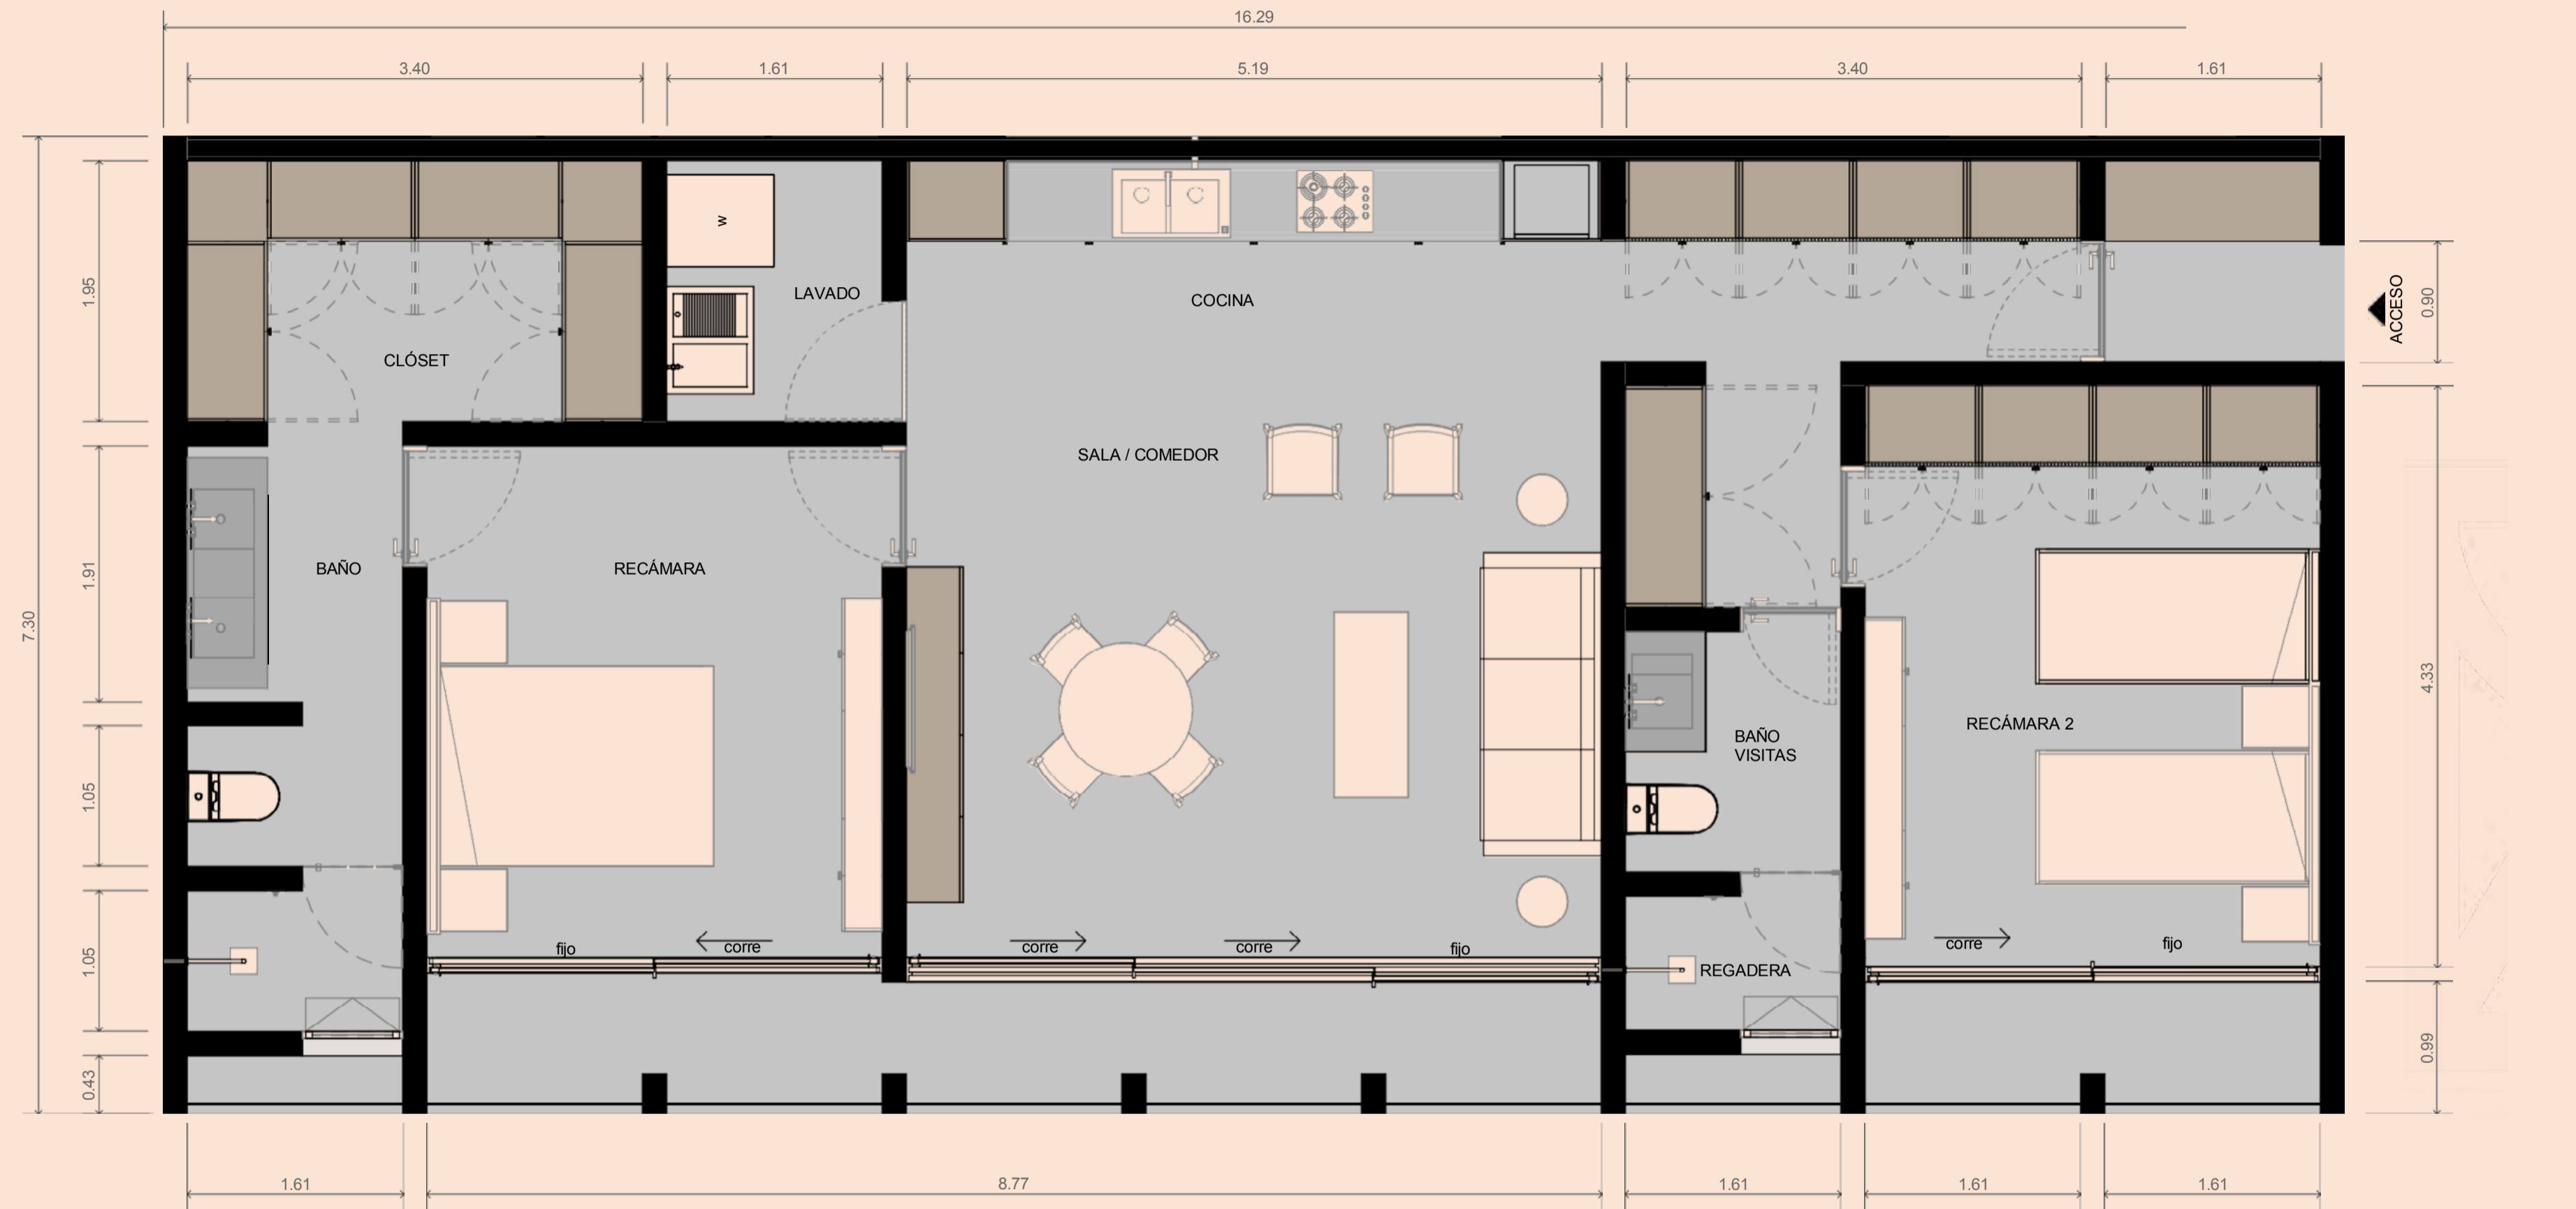 16.29
3.40
1.61
5.19
3.40
1.61
w
LAVADO
COCINA
ACCESO
0.90
1.95
CLÓSET
SALA / COMEDOR
BAÑO
RECÁMARA
1.91
7.30
4.33
RECÁMARA 2
BAÑO
VISITAS
1.05
fijo
corre
corre
corre
fijo
corre
fijo
1.05
REGADERA
0.43
0.99
1.61
8.77
1.61
1.61
1.61